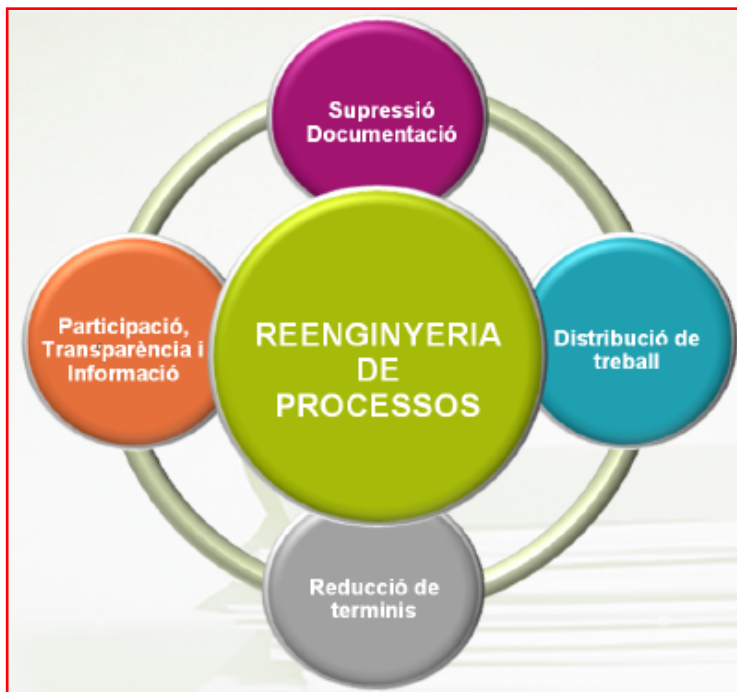 Supressió
Documentació
Participació,
Transparència i
Informació
REENGINYERIA
DE
PROCESSOS
Distribució de
treball
Reducció de
terminis